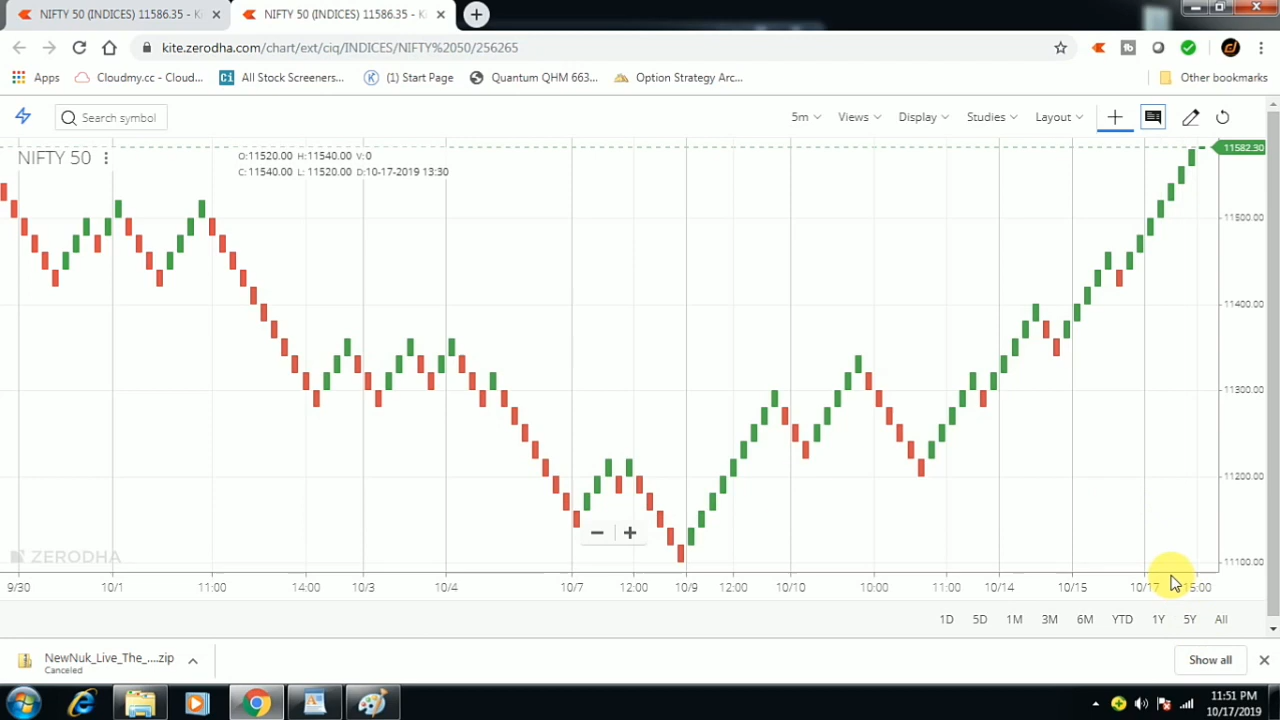 NIFTY 50 (INDICES) 11586.35 - K
NIFTY 50 (INDICES) 11586.35 - K
kite.zerodha.com/chart/ext/ciq/INDICES/NIFTY%2050/256265
Apps
Cloudmy.cc - Cloud...
All Stock Screeners...
(1) Start Page
Quantum QHM 663...
Option Strategy Arc...
Other bookmarks
Search symbol
5m
Views
Display
Studies
Layout
NIFTY 50
O:11520.00 H:11540.00 V:0
C:11540.00 L: 11520.00 D:10-17-2019 13:30
11582.30
11500.00
11400.00
11300.00
11200.00
11100.00
ZERODHA
9/30 10/1 11:00 14:00 10/3 10/4 10/7 12:00 10/9 12:00 10/10 10:00 11:00 10/14 10/15 10/17 15:00
1D 5D 1M 3M 6M YTD 1Y 5Y All
NewNuk_Live_The_....zip
Canceled
Show all
11:51 PM
10/17/2019